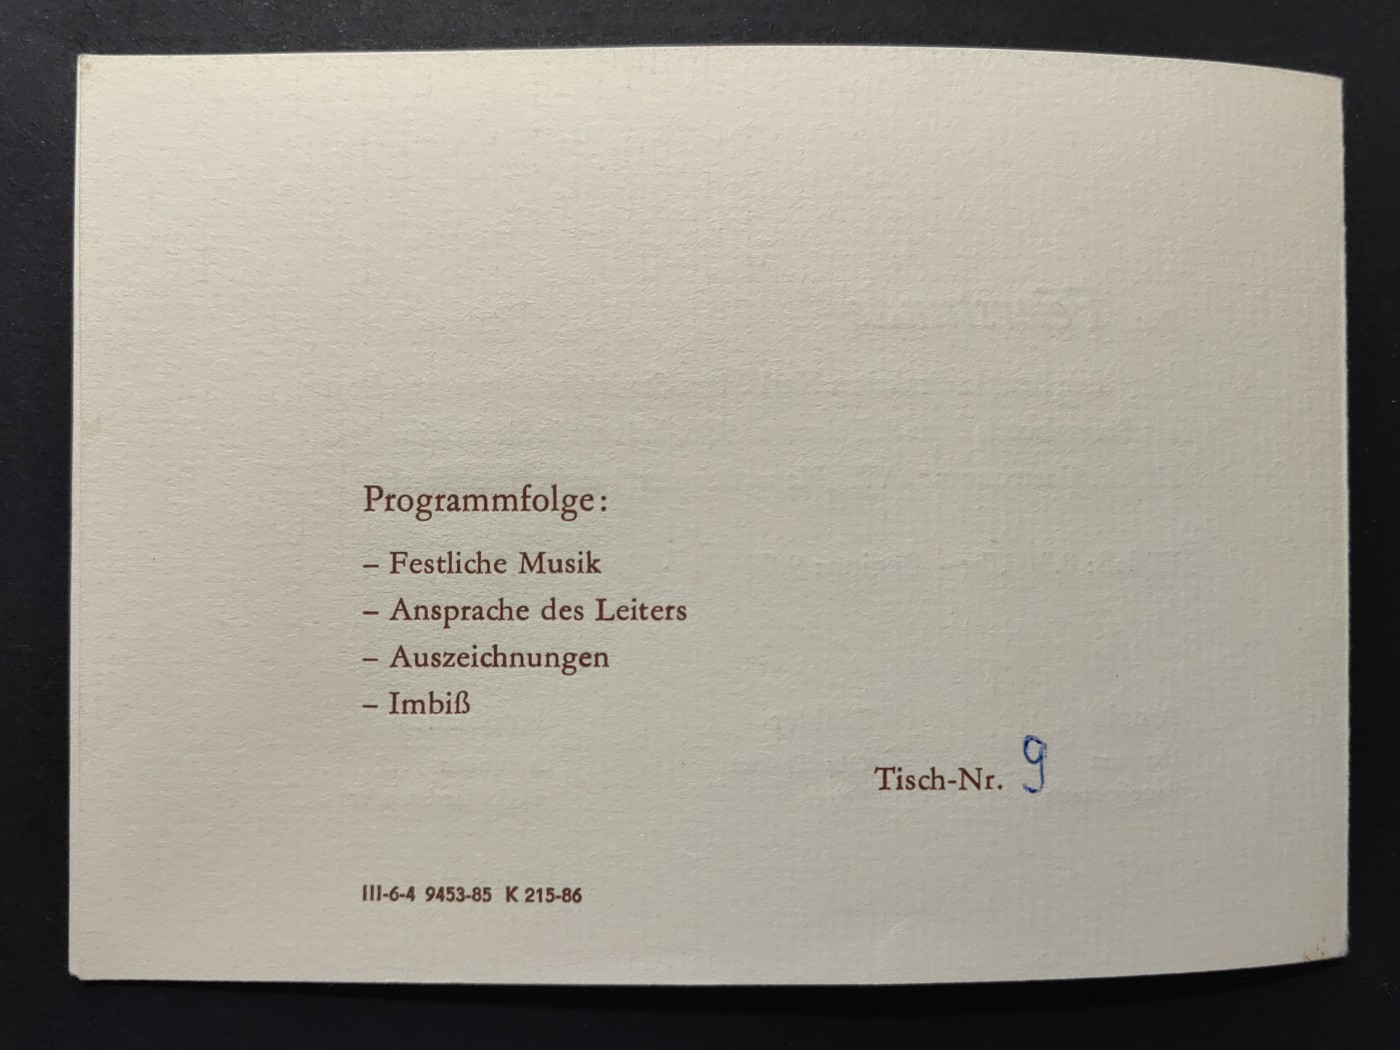 Programmfolge:
– Festliche Musik
– Ansprache des Leiters
– Auszeichnungen
– Imbiß
Tisch-Nr. 9
III-6-4 9453-85 K 215-86